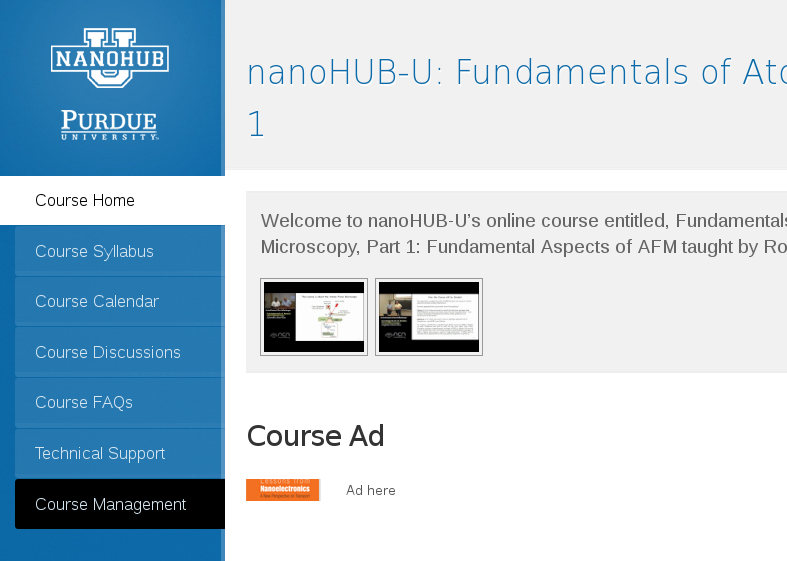 U
NANOHUB
PURDUE
UNIVERSITY
Course Home
Course Syllabus
Course Calendar
Course Discussions
Course FAQs
Technical Support
Course Management
nanoHUB-U: Fundamentals of Ato
1
Welcome to nanoHUB-U’s online course entitled, Fundamentals
Microscopy, Part 1: Fundamental Aspects of AFM taught by Ro
Course Ad
Lessons from
Nanoelectronics
A New Perspective on Transport
Ad here